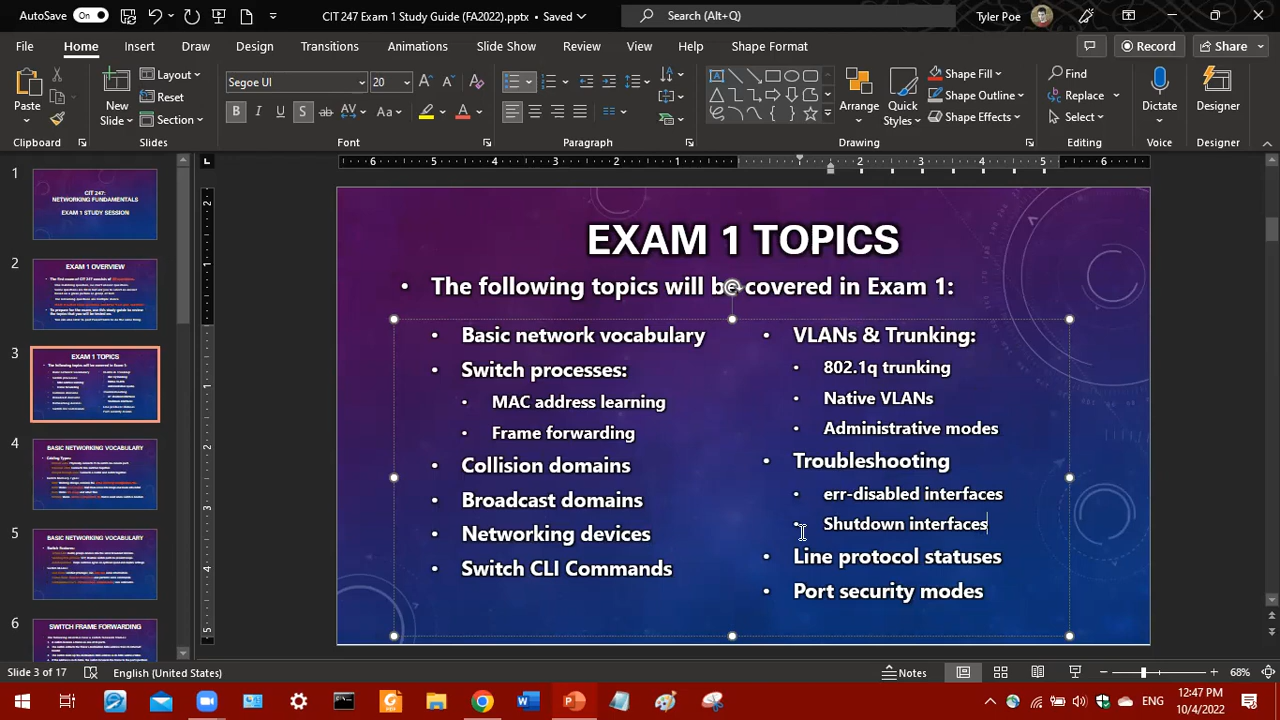 AutoSave On CIT247 Exam 1 Study Guide (FA2022).pptx • Saved Search (Alt+Q) Tyler Poe
File Home Insert Draw Design Transitions Animations Slide Show Review View Help Shape Format Record Share
Paste New Slide Layout Reset Section Segoe UI 20 Arrange Quick Styles Shape Fill Shape Outline Shape Effects Find Replace Select Dictate Designer
Clipboard Slides Font Paragraph Drawing Editing Voice Designer
1
CIT 247:
NETWORKING FUNDAMENTALS
EXAM 1 STUDY SESSION
2
EXAM 1 OVERVIEW
3
EXAM 1 TOPICS
4
BASIC NETWORKING VOCABULARY
5
BASIC NETWORKING VOCABULARY
6
SWITCH FRAME FORWARDING
EXAM 1 TOPICS
• The following topics will be covered in Exam 1:
• Basic network vocabulary
• Switch processes:
• MAC address learning
• Frame forwarding
Collision domains
• Broadcast domains
• Networking devices
• Switch CLI Commands
• VLANs & Trunking:
• 802.1q trunking
• Native VLANs
• Administrative modes
Troubleshooting
err-disabled interfaces
• Shutdown interfaces
Line protocol statuses
• Port security modes
Slide 3 of 17 English (United States) Notes 68%
ENG 12:47 PM
10/4/2022